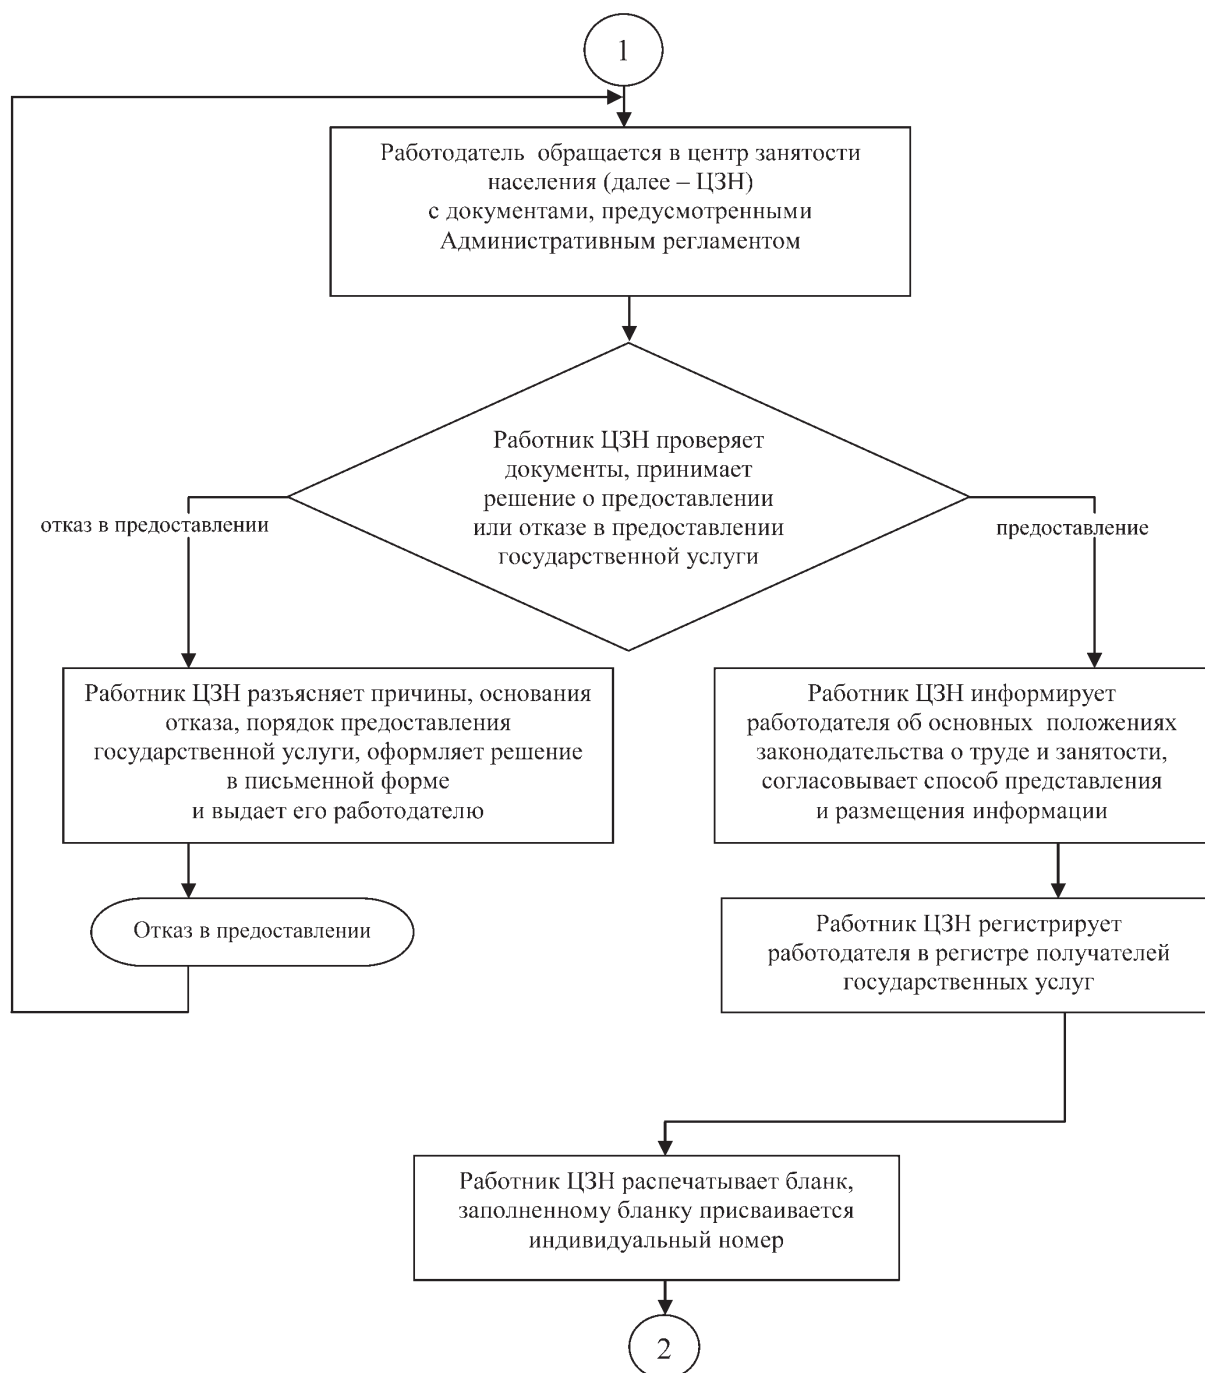 1
Работодатель обращается в центр занятости
населения (далее – ЦЗН)
с документами, предусмотренными
Административным регламентом
Работник ЦЗН проверяет
документы, принимает
решение о предоставлении
или отказе в предоставлении
государственной услуги
отказ в предоставлении
предоставление
Работник ЦЗН разъясняет причины, основания
отказа, порядок предоставления
государственной услуги, оформляет решение
в письменной форме
и выдает его работодателю
Работник ЦЗН информирует
работодателя об основных положениях
законодательства о труде и занятости,
согласовывает способ представления
и размещения информации
Отказ в предоставлении
Работник ЦЗН регистрирует
работодателя в регистре получателей
государственных услуг
Работник ЦЗН распечатывает бланк,
заполненному бланку присваивается
индивидуальный номер
2